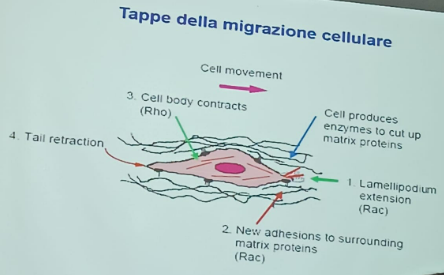 Tappe della migrazione cellulare
Cell movement
3. Cell body contracts
(Rho)
Cell produces
enzymes to cut up
matrix proteins
4. Tail retraction
1. Lamellipodium
extension
(Rac)
2. New adhesions to surrounding
matrix proteins
(Rac)